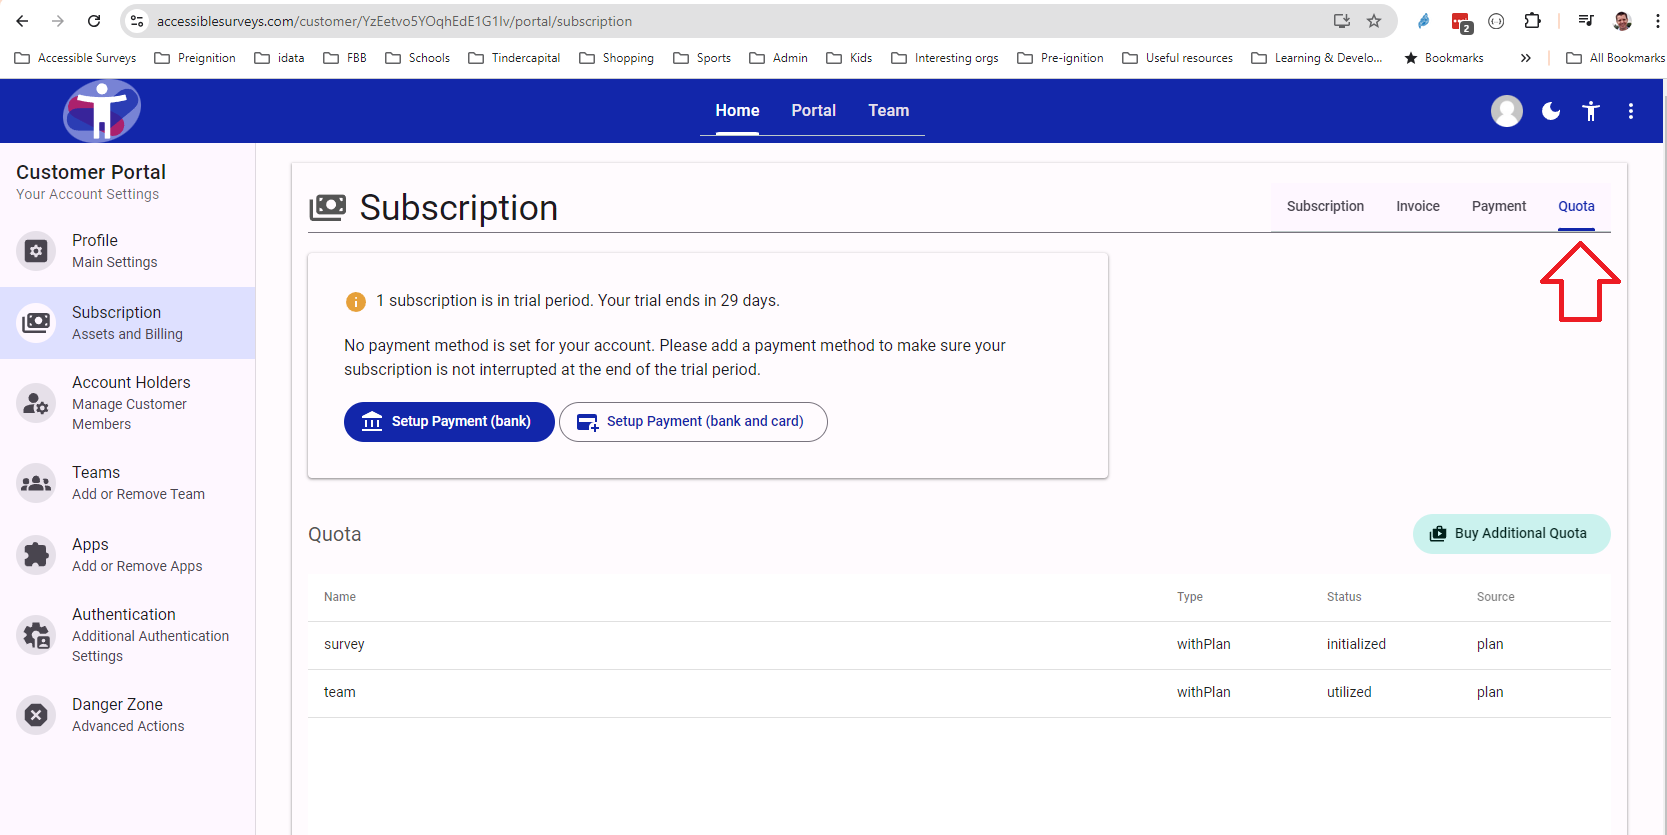 accessiblesurveys.com/customer/YzEetvo5YOqhEdE1G1Iv/portal/subscription
2
Accessible Surveys
Preignition
idata
FBB
Schools
Tindercapital
Shopping
Sports
Admin
Kids
Interesting orgs
Pre-ignition
Useful resources
Learning & Develo...
Bookmarks
»
All Bookmarks
Home
Portal
Team
Customer Portal
Your Account Settings
Profile
Main Settings
Subscription
Assets and Billing
Account Holders
Manage Customer
Members
Teams
Add or Remove Team
Apps
Add or Remove Apps
Authentication
Additional Authentication
Settings
Danger Zone
Advanced Actions
Subscription
Subscription
Invoice
Payment
Quota
1 subscription is in trial period. Your trial ends in 29 days.
No payment method is set for your account. Please add a payment method to make sure your
subscription is not interrupted at the end of the trial period.
Setup Payment (bank)
Setup Payment (bank and card)
Quota
Buy Additional Quota
Name Type Status Source
survey withPlan initialized plan
team withPlan utilized plan